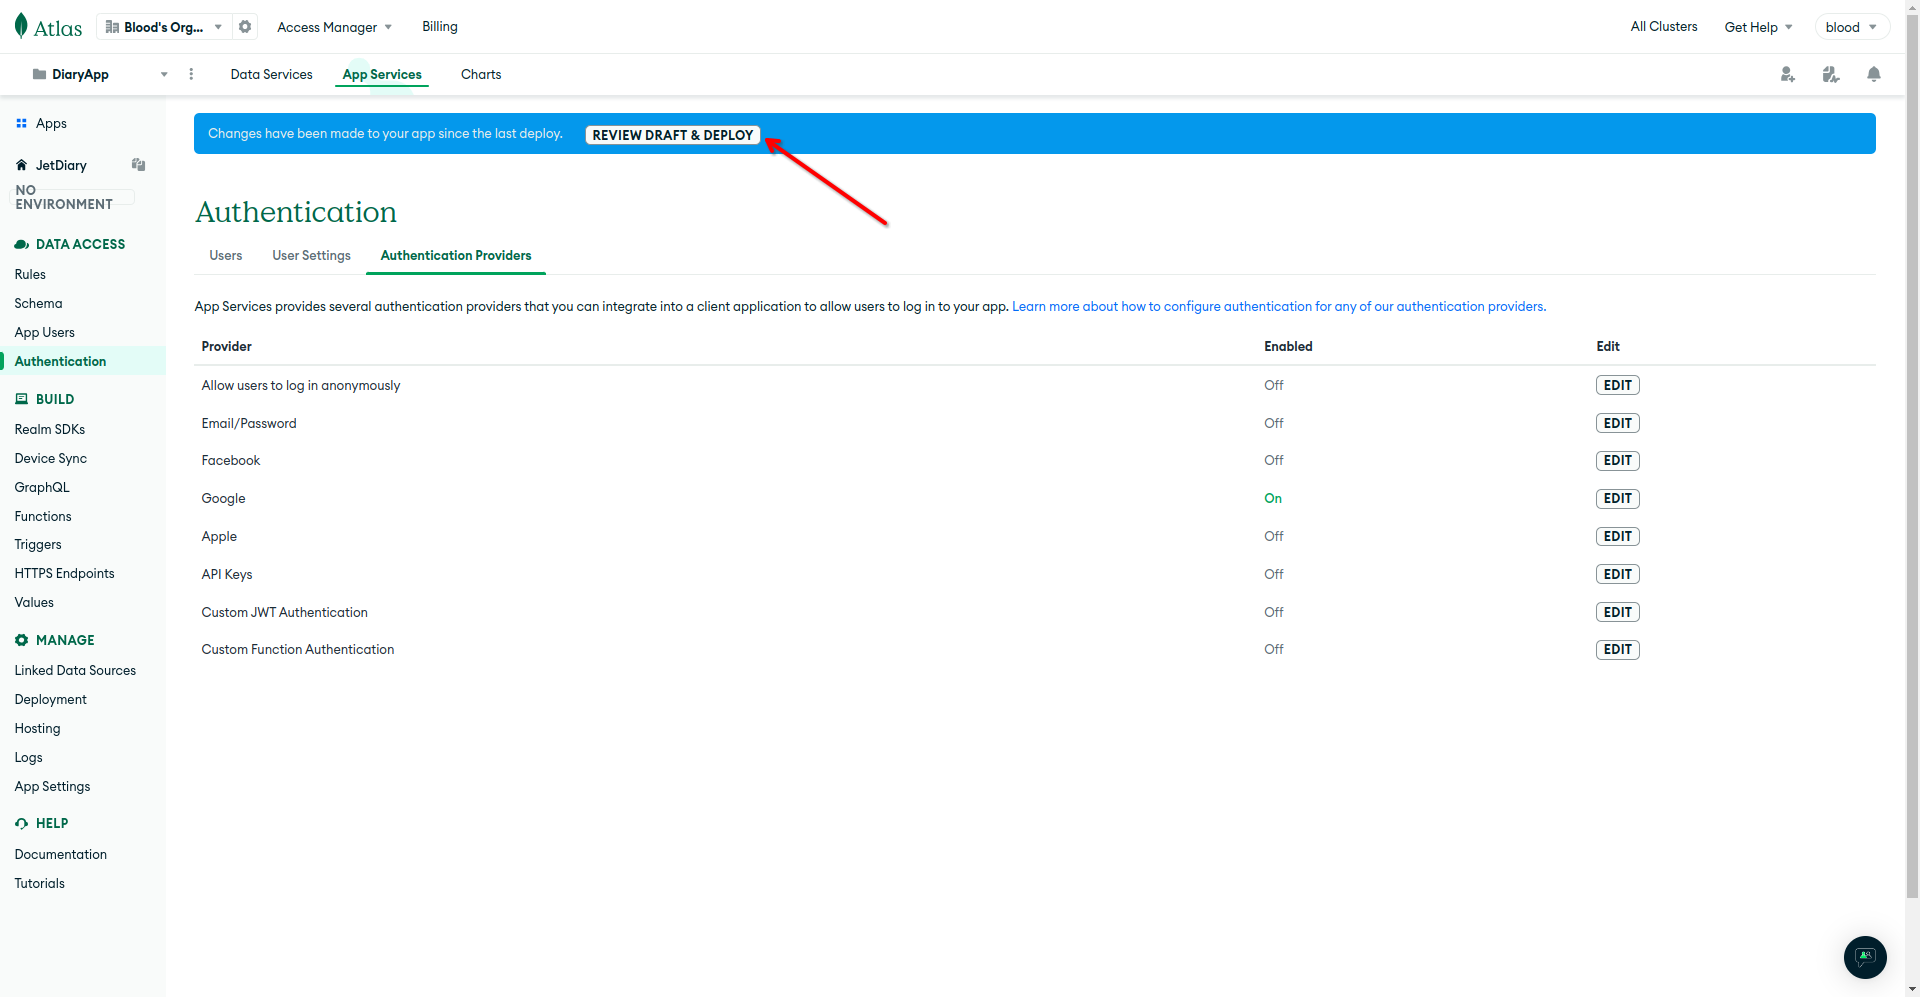 Atlas
Blood's Org...
Access Manager
Billing
All Clusters
Get Help
blood
DiaryApp
Data Services
App Services
Charts
Apps
JetDiary
NO ENVIRONMENT
DATA ACCESS
Rules
Schema
App Users
Authentication
BUILD
Realm SDKs
Device Sync
GraphQL
Functions
Triggers
HTTPS Endpoints
Values
MANAGE
Linked Data Sources
Deployment
Hosting
Logs
App Settings
HELP
Documentation
Tutorials
Changes have been made to your app since the last deploy.
REVIEW DRAFT & DEPLOY
Authentication
Users
User Settings
Authentication Providers
App Services provides several authentication providers that you can integrate into a client application to allow users to log in to your app. Learn more about how to configure authentication for any of our authentication providers.
Provider Enabled Edit
Allow users to log in anonymously Off EDIT
Email/Password Off EDIT
Facebook Off EDIT
Google On EDIT
Apple Off EDIT
API Keys Off EDIT
Custom JWT Authentication Off EDIT
Custom Function Authentication Off EDIT